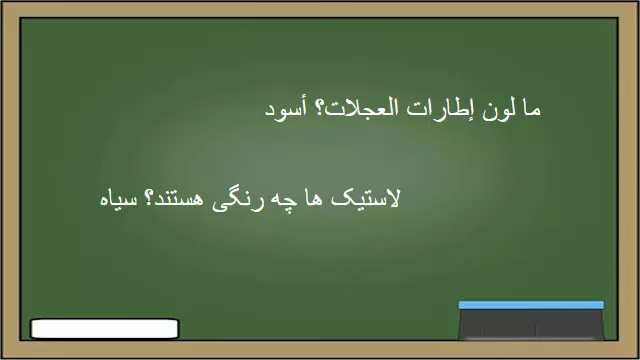 ما لون إطارات العجلات؟ أسود
لاستیک ها چه رنگی هستند؟ سیاه